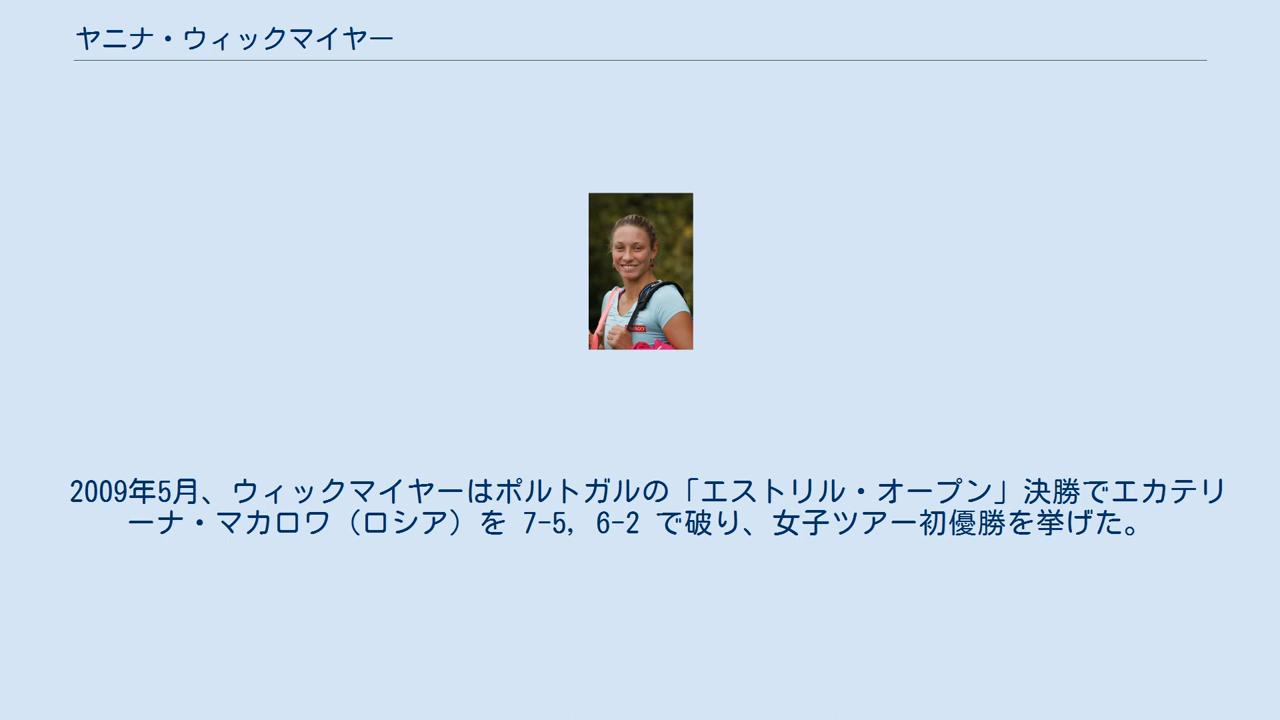 ヤニナ・ウィックマイヤー
2009年5月、ウィックマイヤーはポルトガルの「エストリル・オープン」決勝でエカテリ
ーナ・マカロワ（ロシア）を 7-5, 6-2 で破り、女子ツアー初優勝を挙げた。